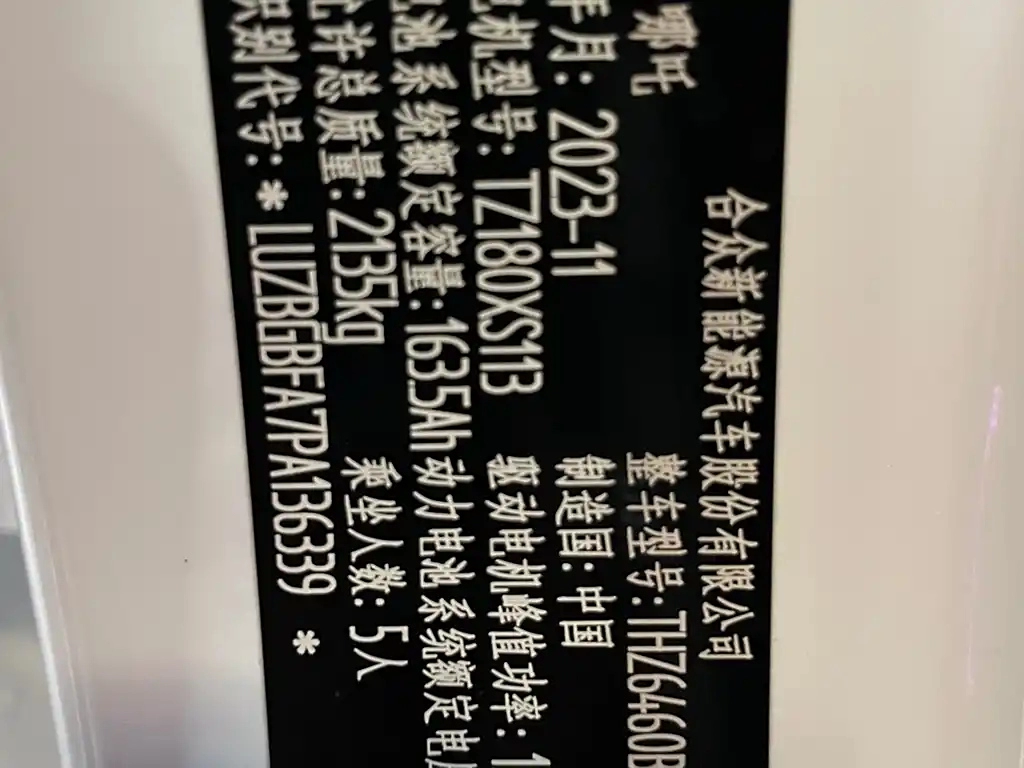 合众新能源汽车股份有限公司
哪吒 整车型号:THZ6460B
年月:2023-11 制造国:中国
电机型号:TZ180XS113 驱动电机峰值功率:1
电池系统额定容量:1635Ah 动力电池系统额定电压
允许总质量:2135kg 乘坐人数:5人
识别代号:*LUZBGBFA7PA136339*